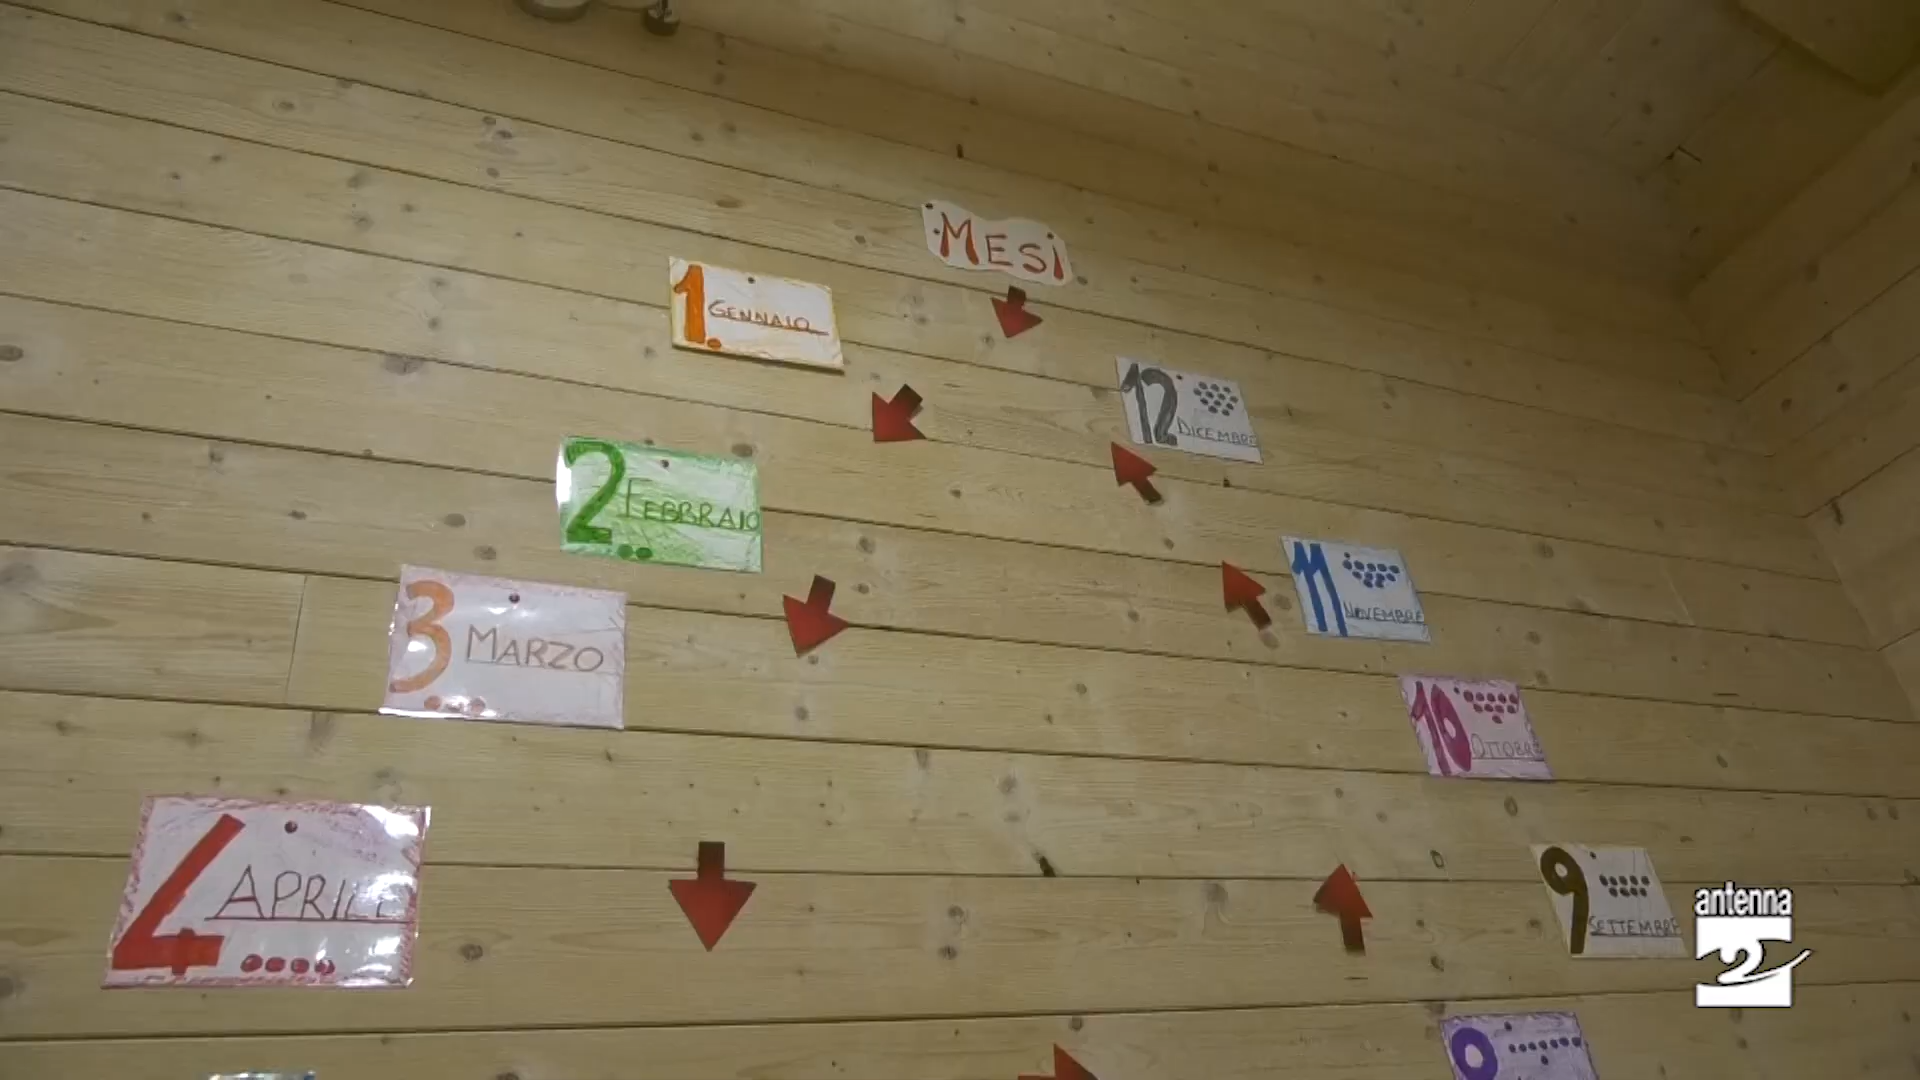 MESI
1. GENNAIO
12 DICEMBRE
2 FEBBRAIO
11 NOVEMBRE
3 MARZO
10 OTTOBRE
4 APRILE
9 SETTEMBRE
antenna
2